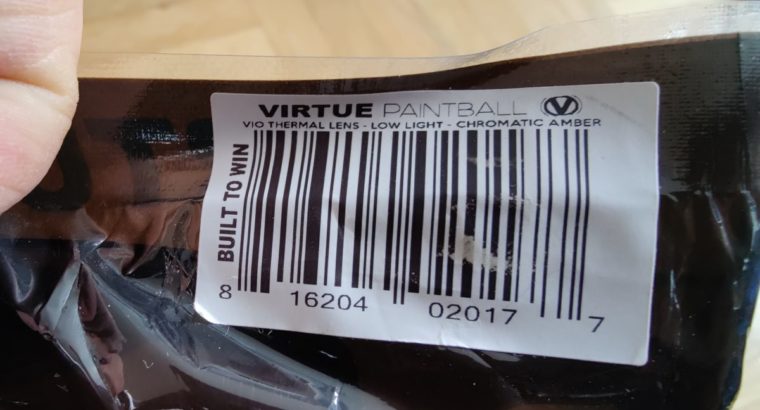 VIRTUE PAINTBALL
VIO THERMAL LENS - LOW LIGHT - CHROMATIC AMBER
BUILT TO WIN
8 16204 02017 7